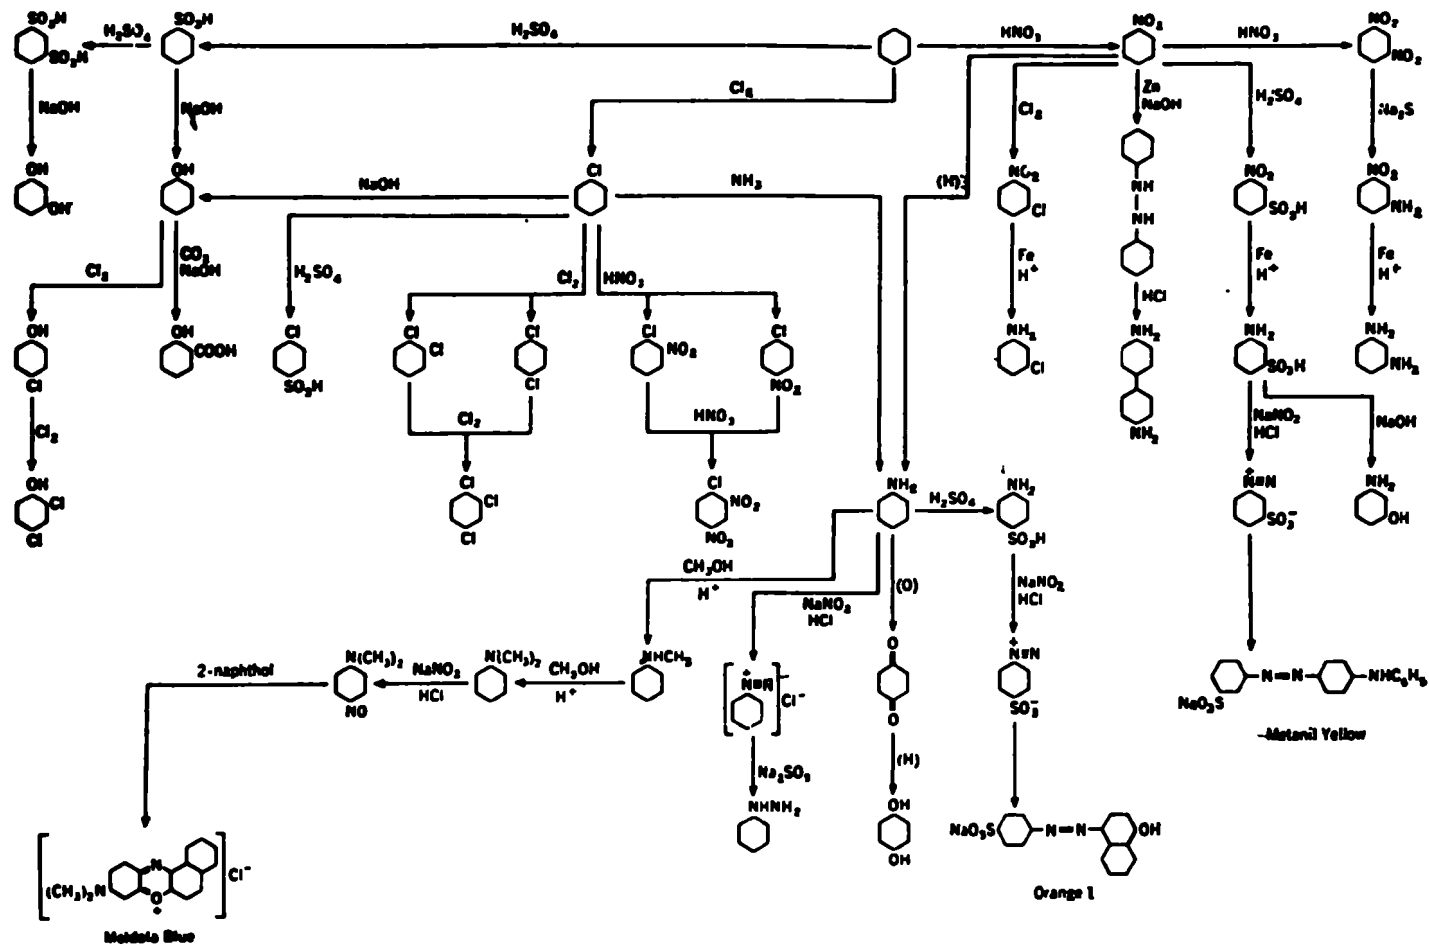 SO₃H
SO₃H
H₂SO₄
SO₃H
H₂SO₄
HNO₃
NO₂
HNO₃
NO₂
NO₂
SO₃H
NaOH
NaOH
Cl₂
Cl₂
Zn
NaOH
H₂SO₄
Na₂S
OH
OH
OH
NaOH
Cl
NH₃
(H)
NO₂
Cl
NH
NH
NO₂
SO₃H
NO₂
NH₂
Cl₂
CO₂
NaOH
H₂SO₄
Cl₂
HNO₃
Fe
H⁺
HCl
Fe
H⁺
Fe
H⁺
OH
Cl
OH
COOH
Cl
SO₃H
Cl
Cl
Cl
Cl
Cl
NO₂
Cl
NO₂
NH₂
Cl
NH₂
NH₂
NH₂
SO₃H
NH₂
NH₂
Cl₂
Cl₂
HNO₃
NaNO₂
HCl
NaOH
OH
Cl
Cl
Cl
Cl
Cl
Cl
NO₂
NO₂
NH₂
H₂SO₄
NH₂
SO₃H
N≡N
+
SO₃⁻
NH₂
OH
CH₃OH
H⁺
NaNO₂
HCl
(O)
NaNO₂
HCl
2-naphthol
N(CH₃)₂
NO
NaNO₂
HCl
N(CH₃)₂
CH₃OH
H⁺
NHCH₃
+
N≡N
Cl⁻
O
O
+
N≡N
SO₃⁻
NaO₃S
N=N
NHC₆H₅
Metanil Yellow
Na₂SO₃
(H)
NHNH₂
OH
OH
NaO₃S
N=N
OH
Orange 1
(CH₃)₂N
N
O
+
Cl⁻
Meldola Blue